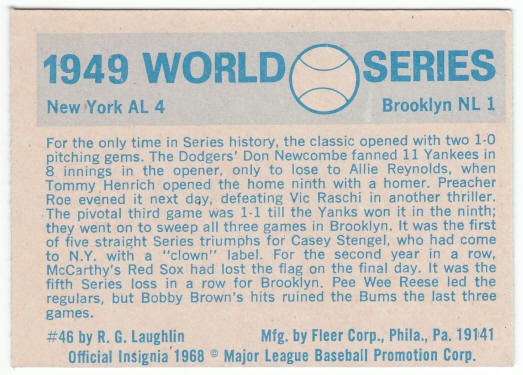 1949 WORLD SERIES
New York AL 4 Brooklyn NL 1
For the only time in Series history, the classic opened with two 1-0
pitching gems. The Dodgers' Don Newcombe fanned 11 Yankees in
8 innings in the opener, only to lose to Allie Reynolds, when
Tommy Henrich opened the home ninth with a homer. Preacher
Roe evened it next day, defeating Vic Raschi in another thriller.
The pivotal third game was 1-1 till the Yanks won it in the ninth;
they went on to sweep all three games in Brooklyn. It was the first
of five straight Series triumphs for Casey Stengel, who had come
to N.Y. with a "clown" label. For the second year in a row,
McCarthy's Red Sox had lost the flag on the final day. It was the
fifth Series loss in a row for Brooklyn. Pee Wee Reese led the
regulars, but Bobby Brown's hits ruined the Bums the last three
games.
#46 by R. G. Laughlin Mfg. by Fleer Corp., Phila., Pa. 19141
Official Insignia 1968 © Major League Baseball Promotion Corp.